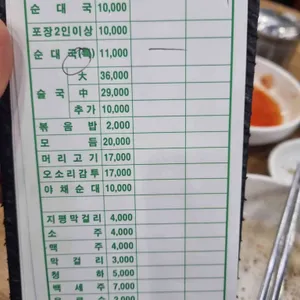 순 대 국 10,000
포장2인이상 10,000
순 대 국(특) 11,000
大 36,000
술 국 中 29,000
추가 10,000
볶 음 밥 2,000
모 듬 20,000
머 리 고 기 17,000
오소리감투 17,000
야 채 순 대 10,000
지평막걸리 4,000
소 주 4,000
맥 주 4,000
막 걸 리 3,000
청 하 5,000
백 세 주 7,000